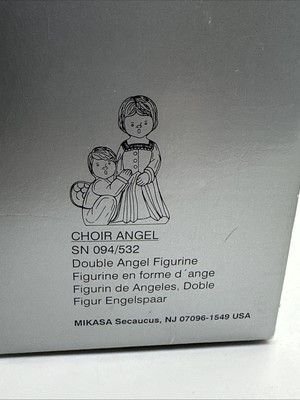 CHOIR ANGEL
SN 094/532
Double Angel Figurine
Figurine en forme d´ange
Figurin de Angeles, Doble
Figur Engelspaar
MIKASA Secaucus, NJ 07096-1549 USA